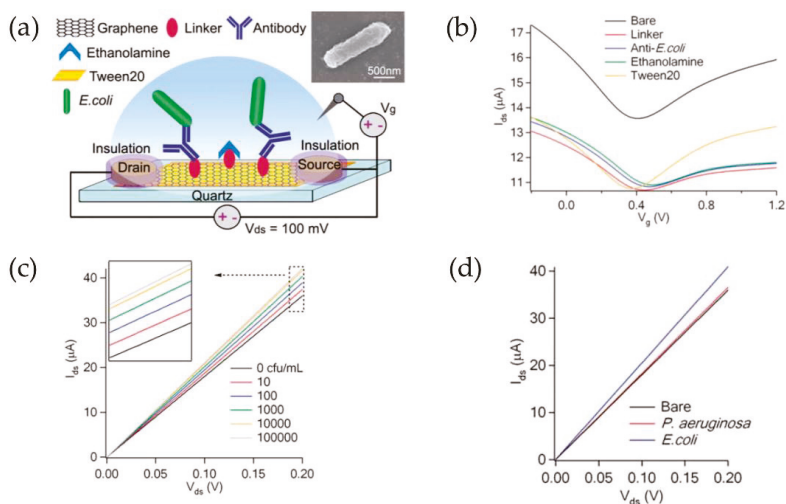 (a)
Graphene
Linker
Antibody
Ethanolamine
Tween20
E.coli
500nm
Vg
Insulation
Drain
Insulation
Source
Quartz
Vds = 100 mV
(b)
Ids (µA)
17
16
15
14
13
12
11
Bare
Linker
Anti-E.coli
Ethanolamine
Tween20
0.0
0.4
0.8
1.2
Vg (V)
(c)
Ids (µA)
40
30
20
10
0
0 cfu/mL
10
100
1000
10000
100000
0.00
0.05
0.10
0.15
0.20
Vds (V)
(d)
Ids (µA)
40
30
20
10
0
Bare
P. aeruginosa
E.coli
0.00
0.05
0.10
0.15
0.20
Vds (V)